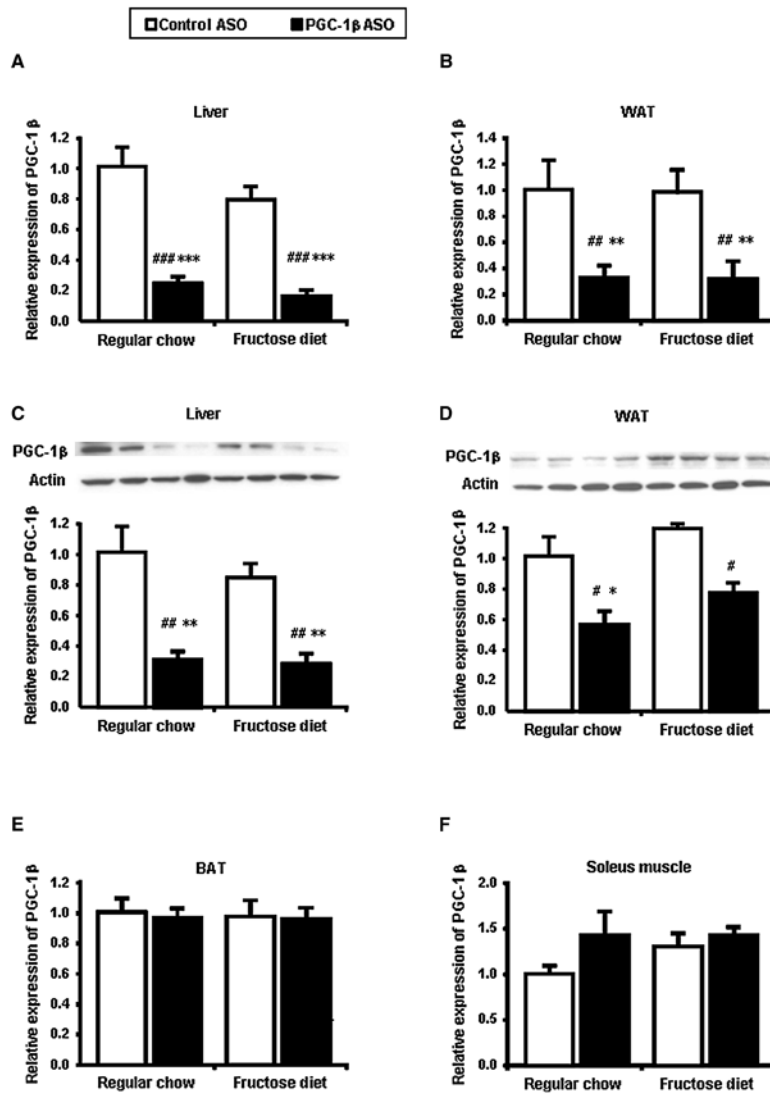 Control ASO PGC-1β ASO
A
Liver
Relative expression of PGC-1β
1.2
1.0
0.8
0.6
0.4
0.2
0.0
###***
###***
Regular chow Fructose diet
B
WAT
Relative expression of PGC-1β
1.4
1.2
1.0
0.8
0.6
0.4
0.2
0.0
## **
## **
Regular chow Fructose diet
C
Liver
PGC-1β
Actin
Relative expression of PGC-1β
1.2
1.0
0.8
0.6
0.4
0.2
0.0
## **
## **
Regular chow Fructose diet
D
WAT
PGC-1β
Actin
Relative expression of PGC-1β
1.2
1.0
0.8
0.6
0.4
0.2
0.0
# *
#
Regular chow Fructose diet
E
BAT
Relative expression of PGC-1β
1.2
1.0
0.8
0.6
0.4
0.2
0.0
Regular chow Fructose diet
F
Soleus muscle
Relative expression of PGC-1β
2.0
1.5
1.0
0.5
0.0
Regular chow Fructose diet